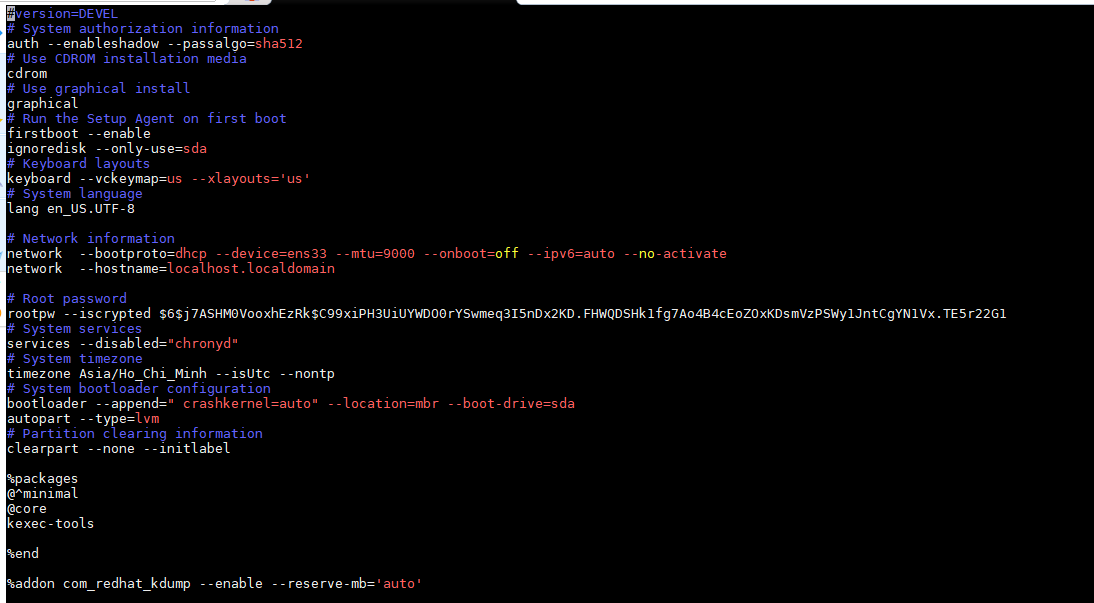 #version=DEVEL
# System authorization information
auth --enableshadow --passalgo=sha512
# Use CDROM installation media
cdrom
# Use graphical install
graphical
# Run the Setup Agent on first boot
firstboot --enable
ignoredisk --only-use=sda
# Keyboard layouts
keyboard --vckeymap=us --xlayouts='us'
# System language
lang en_US.UTF-8

# Network information
network  --bootproto=dhcp --device=ens33 --mtu=9000 --onboot=off --ipv6=auto --no-activate
network  --hostname=localhost.localdomain

# Root password
rootpw --iscrypted $6$j7ASHM0VooxhEzRk$C99xiPH3UiUYWDO0rYSwmeq3I5nDx2KD.FHWQDSHk1fg7Ao4B4cEoZOxKDsmVzPSWy1JntCgYN1Vx.TE5r22G1
# System services
services --disabled="chronyd"
# System timezone
timezone Asia/Ho_Chi_Minh --isUtc --nontp
# System bootloader configuration
bootloader --append=" crashkernel=auto" --location=mbr --boot-drive=sda
autopart --type=lvm
# Partition clearing information
clearpart --none --initlabel

%packages
@^minimal
@core
kexec-tools

%end

%addon com_redhat_kdump --enable --reserve-mb='auto'